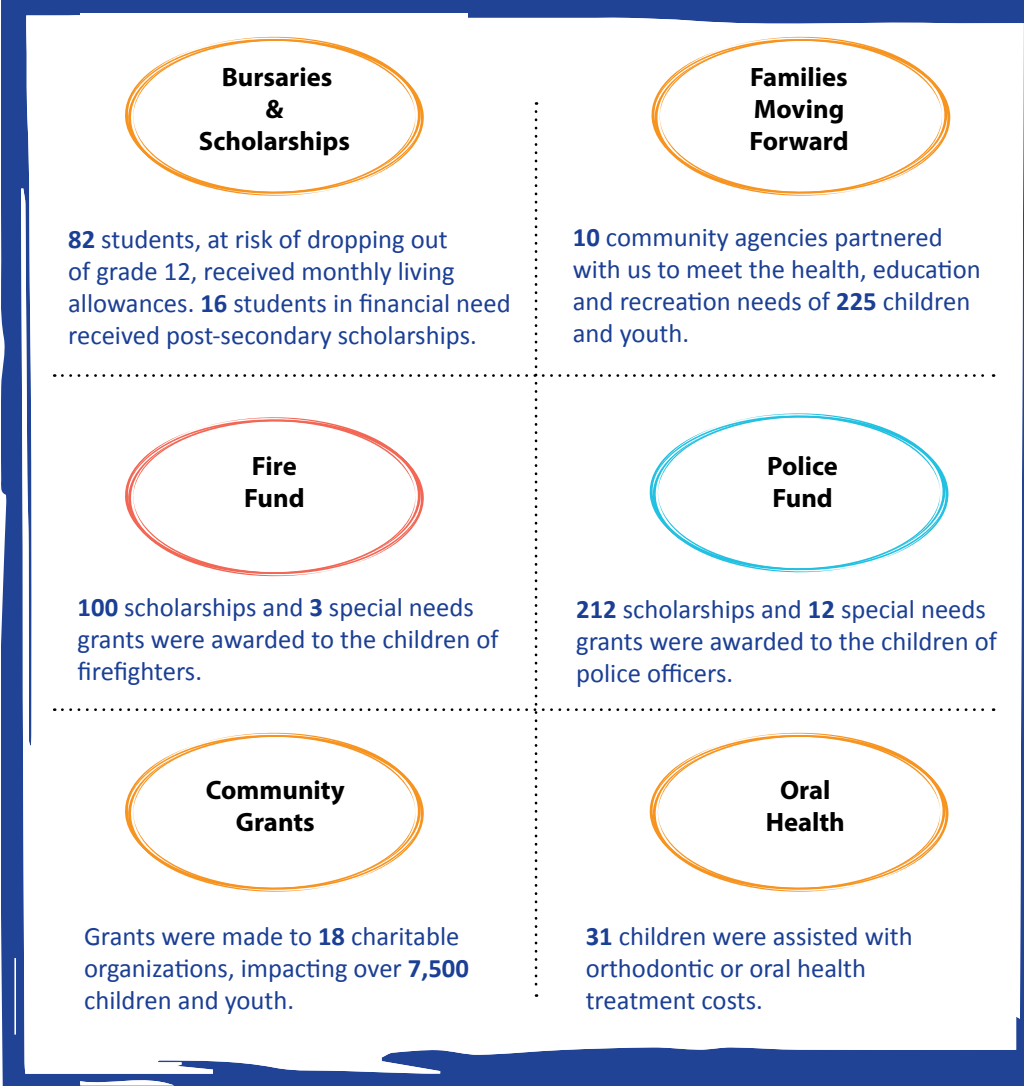 Bursaries
&
Scholarships
82 students, at risk of dropping out
of grade 12, received monthly living
allowances. 16 students in financial need
received post-secondary scholarships.
Families
Moving
Forward
10 community agencies partnered
with us to meet the health, education
and recreation needs of 225 children
and youth.
Fire
Fund
100 scholarships and 3 special needs
grants were awarded to the children of
firefighters.
Police
Fund
212 scholarships and 12 special needs
grants were awarded to the children of
police officers.
Community
Grants
Grants were made to 18 charitable
organizations, impacting over 7,500
children and youth.
Oral
Health
31 children were assisted with
orthodontic or oral health
treatment costs.